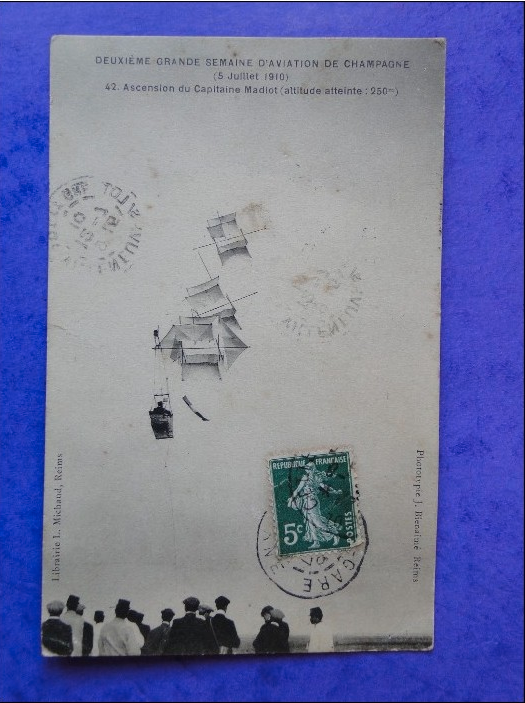 DEUXIÈME GRANDE SEMAINE D'AVIATION DE CHAMPAGNE
(5 Juillet 1910)
42. Ascension du Capitaine Madiot (altitude atteinte : 250m)
REPUBLIQUE FRANÇAISE
5c
POSTES
GARE
Librairie L. Michaud, Reims
Phototypie J. Bienaimé Reims